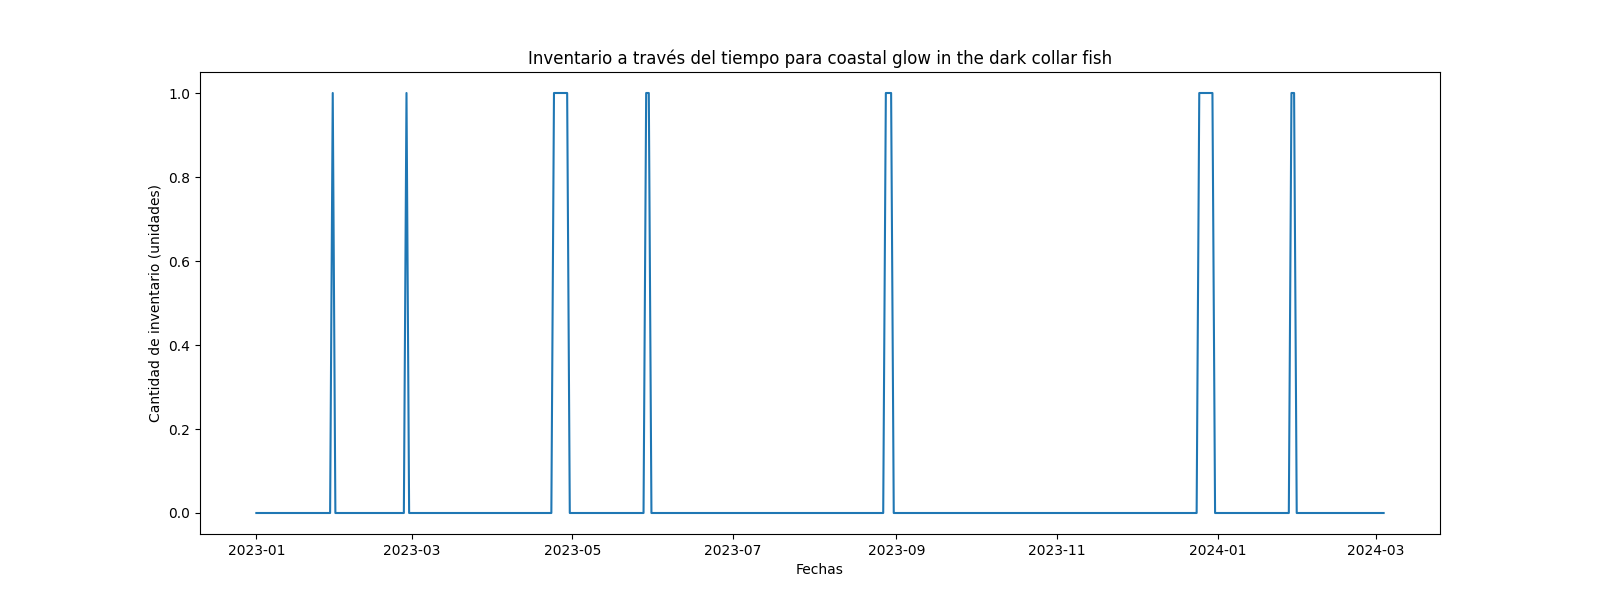 Inventario a través del tiempo para coastal glow in the dark collar fish
Cantidad de inventario (unidades)
1.0
0.8
0.6
0.4
0.2
0.0
2023-01 2023-03 2023-05 2023-07 2023-09 2023-11 2024-01 2024-03
Fechas